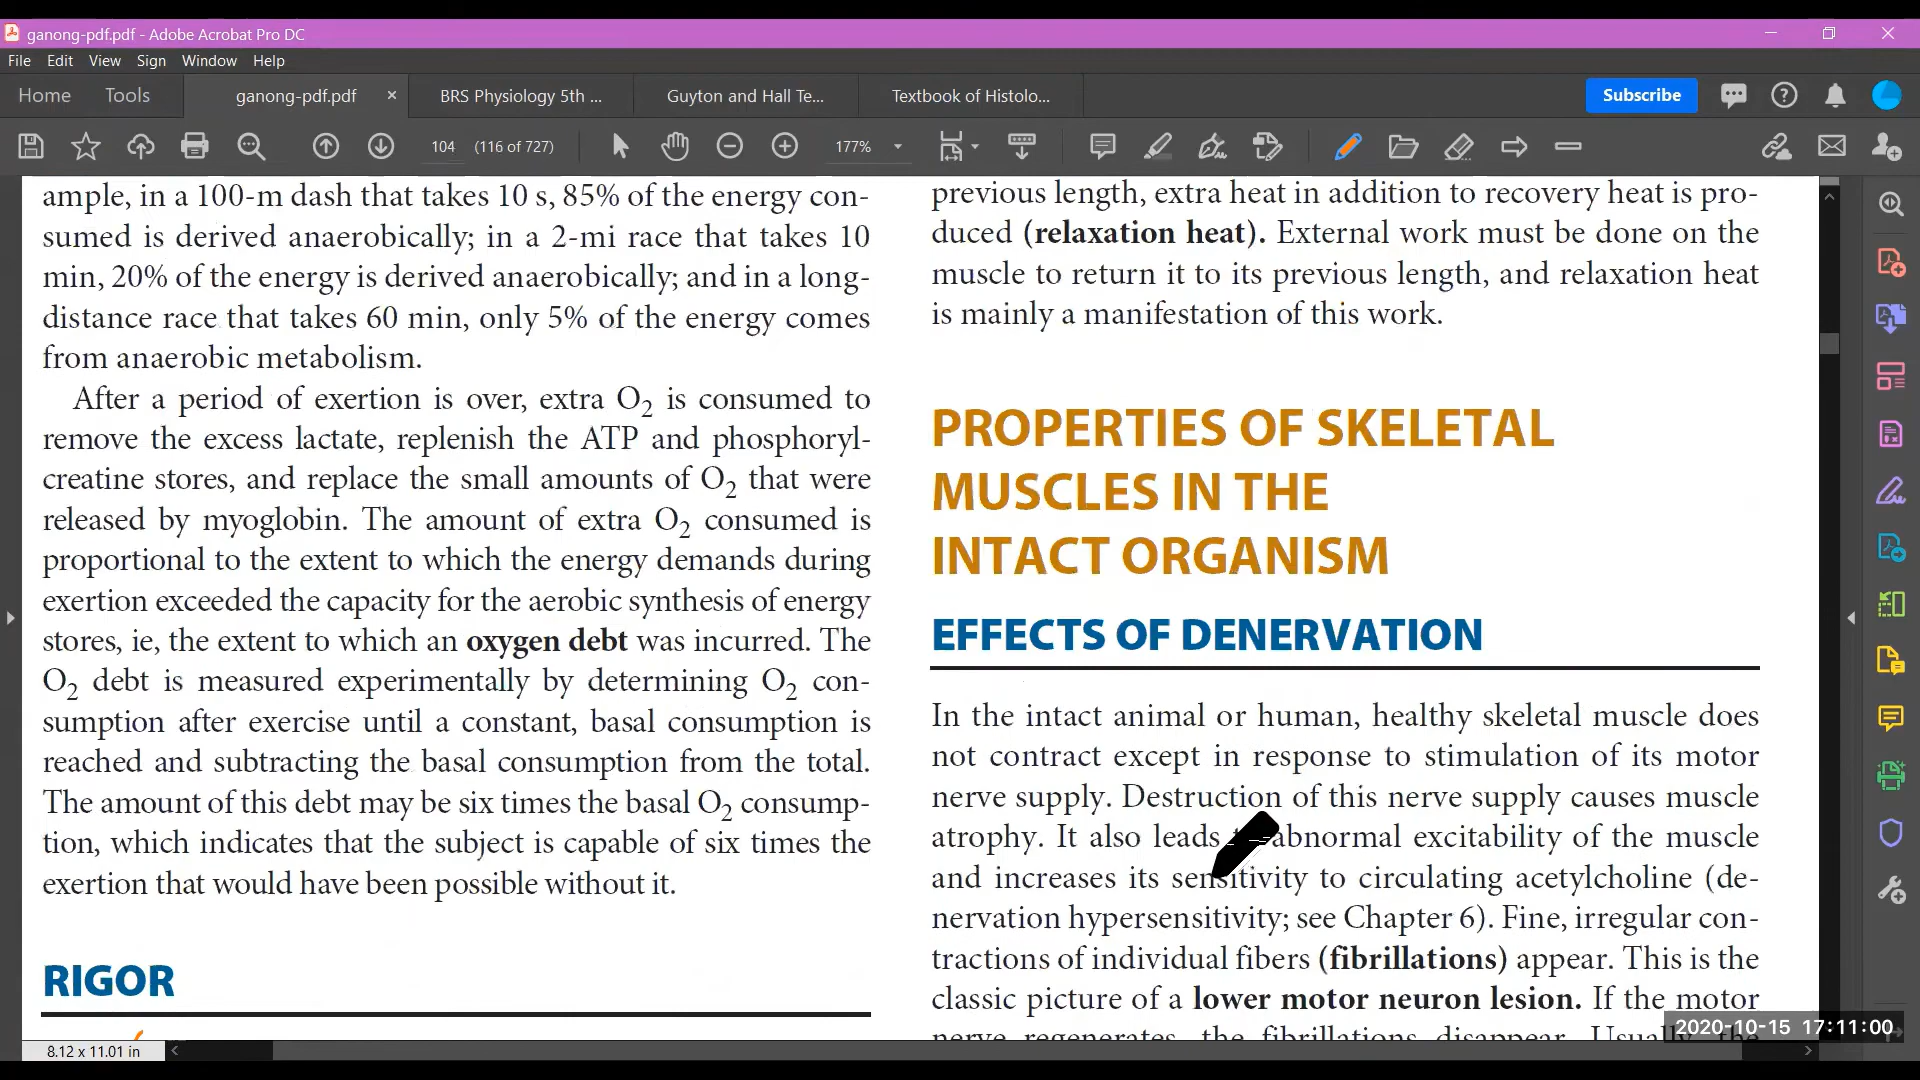 ganong-pdf.pdf - Adobe Acrobat Pro DC
File Edit View Sign Window Help
Home Tools ganong-pdf.pdf × BRS Physiology 5th ... Guyton and Hall Te... Textbook of Histolo... Subscribe
104 (116 of 727) 177%
ample, in a 100-m dash that takes 10 s, 85% of the energy con-
sumed is derived anaerobically; in a 2-mi race that takes 10
min, 20% of the energy is derived anaerobically; and in a long-
distance race that takes 60 min, only 5% of the energy comes
from anaerobic metabolism.
After a period of exertion is over, extra O2 is consumed to
remove the excess lactate, replenish the ATP and phosphoryl-
creatine stores, and replace the small amounts of O2 that were
released by myoglobin. The amount of extra O2 consumed is
proportional to the extent to which the energy demands during
exertion exceeded the capacity for the aerobic synthesis of energy
stores, ie, the extent to which an oxygen debt was incurred. The
O2 debt is measured experimentally by determining O2 con-
sumption after exercise until a constant, basal consumption is
reached and subtracting the basal consumption from the total.
The amount of this debt may be six times the basal O2 consump-
tion, which indicates that the subject is capable of six times the
exertion that would have been possible without it.
RIGOR
previous length, extra heat in addition to recovery heat is pro-
duced (relaxation heat). External work must be done on the
muscle to return it to its previous length, and relaxation heat
is mainly a manifestation of this work.
PROPERTIES OF SKELETAL
MUSCLES IN THE
INTACT ORGANISM
EFFECTS OF DENERVATION
In the intact animal or human, healthy skeletal muscle does
not contract except in response to stimulation of its motor
nerve supply. Destruction of this nerve supply causes muscle
atrophy. It also leads abnormal excitability of the muscle
and increases its sensitivity to circulating acetylcholine (de-
nervation hypersensitivity; see Chapter 6). Fine, irregular con-
tractions of individual fibers (fibrillations) appear. This is the
classic picture of a lower motor neuron lesion. If the motor
nerve regenerates, the fibrillations disappear. Usually, the
2020-10-15 17:11:00
8.12 x 11.01 in